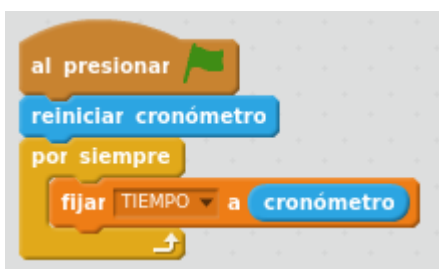 al presionar
reiniciar cronómetro
por siempre
fijar TIEMPO a cronómetro